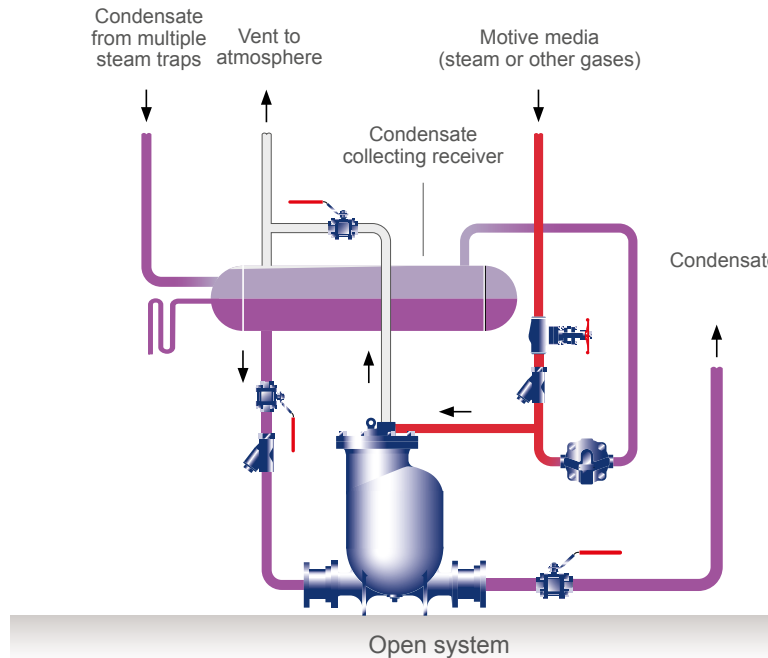 Condensate
from multiple
steam traps
Vent to
atmosphere
Motive media
(steam or other gases)
Condensate
collecting receiver
Condensate
Open system